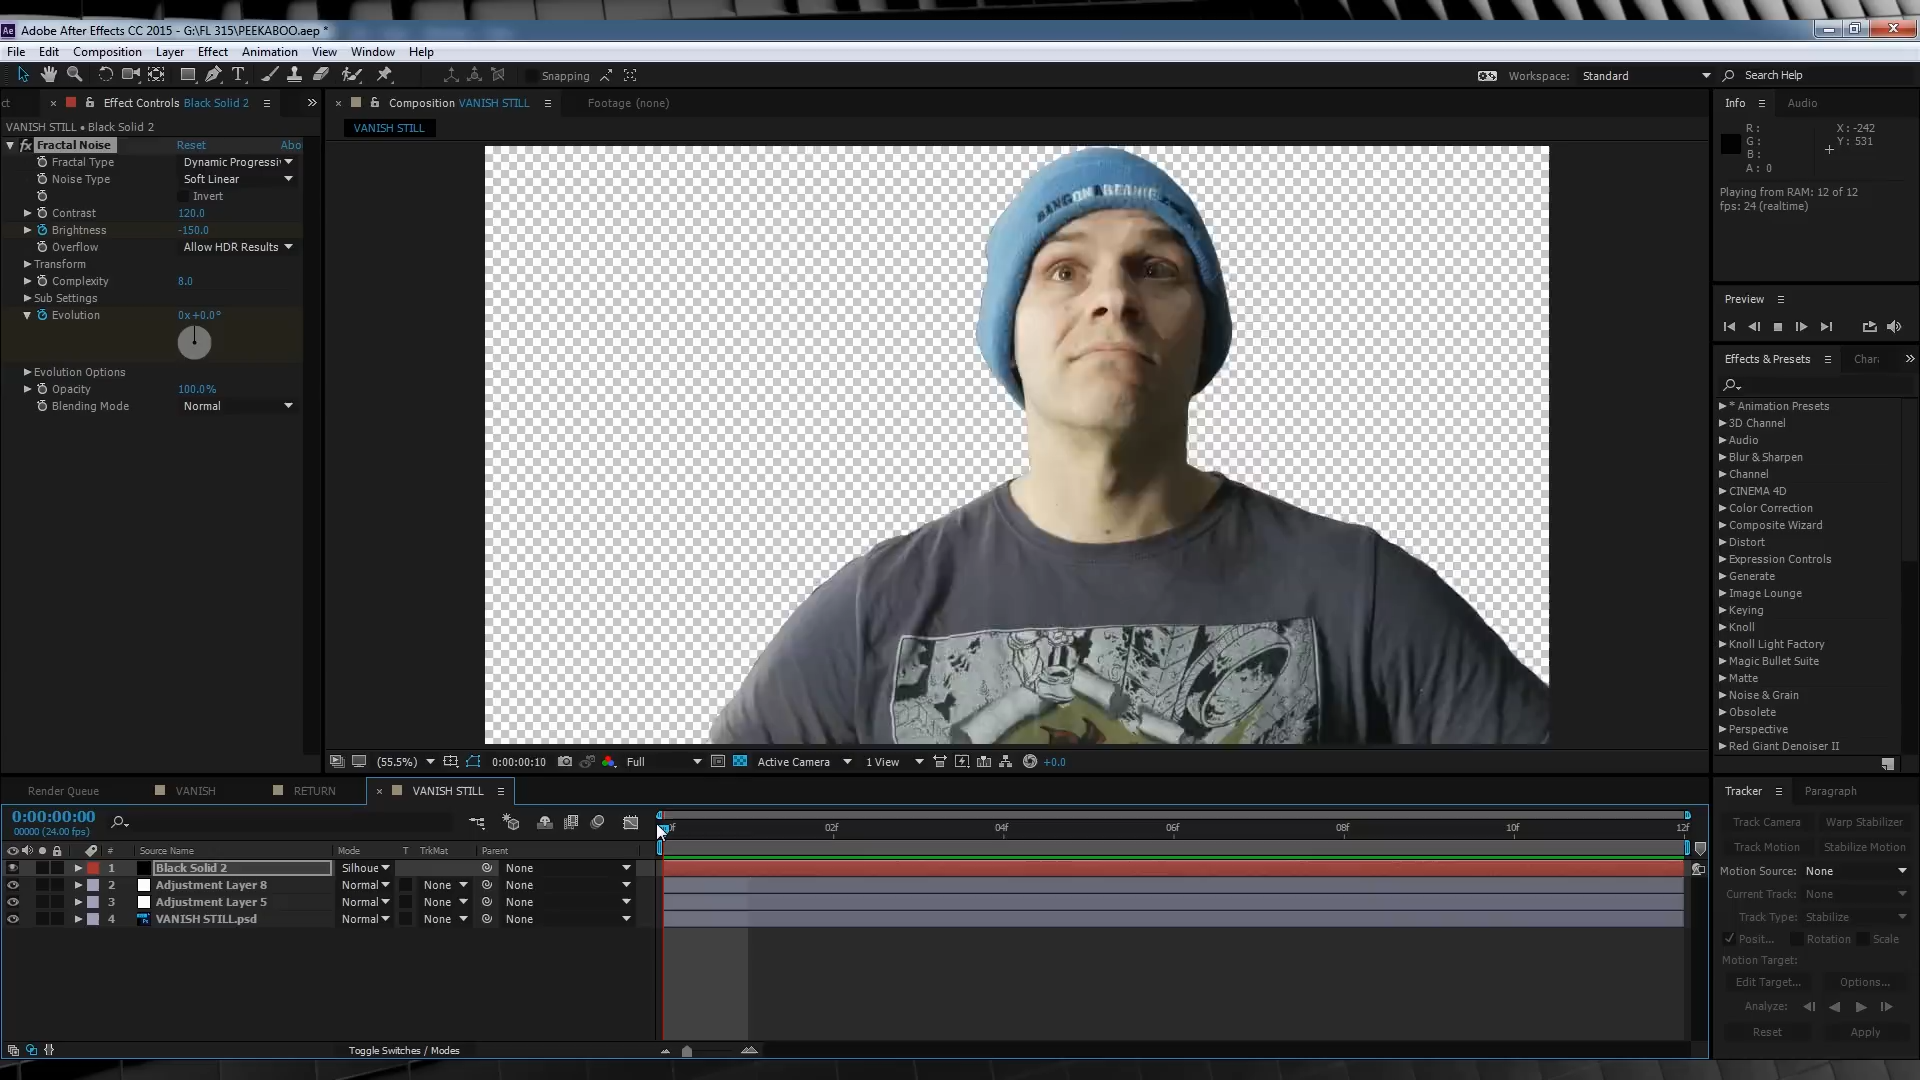 Adobe After Effects CC 2015 - G:\FL 315\PEEKABOO.aep *
File Edit Composition Layer Effect Animation View Window Help
Snapping
Workspace: Standard
Search Help
ct
Effect Controls Black Solid 2
VANISH STILL • Black Solid 2
fx Fractal Noise Reset Abo
Fractal Type Dynamic Progressi
Noise Type Soft Linear
Invert
Contrast 120.0
Brightness -150.0
Overflow Allow HDR Results
Transform
Complexity 8.0
Sub Settings
Evolution 0x+0.0°
Evolution Options
Opacity 100.0%
Blending Mode Normal
Composition VANISH STILL
Footage (none)
VANISH STILL
BANGONABEANIE
(55.5%) 0:00:00:10 Full Active Camera 1 View +0.0
Info Audio
R: X: -242
G: Y: 531
B:
A: 0
Playing from RAM: 12 of 12
fps: 24 (realtime)
Preview
Effects & Presets Chara
* Animation Presets
3D Channel
Audio
Blur & Sharpen
Channel
CINEMA 4D
Color Correction
Composite Wizard
Distort
Expression Controls
Generate
Image Lounge
Keying
Knoll
Knoll Light Factory
Magic Bullet Suite
Matte
Noise & Grain
Obsolete
Perspective
Red Giant Denoiser II
Render Queue VANISH RETURN VANISH STILL
0:00:00:00
00000 (24.00 fps)
02f 04f 06f 08f 10f 12f
# Source Name Mode T TrkMat Parent
1 Black Solid 2 Silhoue None
2 Adjustment Layer 8 Normal None None
3 Adjustment Layer 5 Normal None None
4 VANISH STILL.psd Normal None None
Toggle Switches / Modes
Tracker Paragraph
Track Camera Warp Stabilizer
Track Motion Stabilize Motion
Motion Source: None
Current Track: None
Track Type: Stabilize
Posit... Rotation Scale
Motion Target:
Edit Target... Options...
Analyze:
Reset Apply